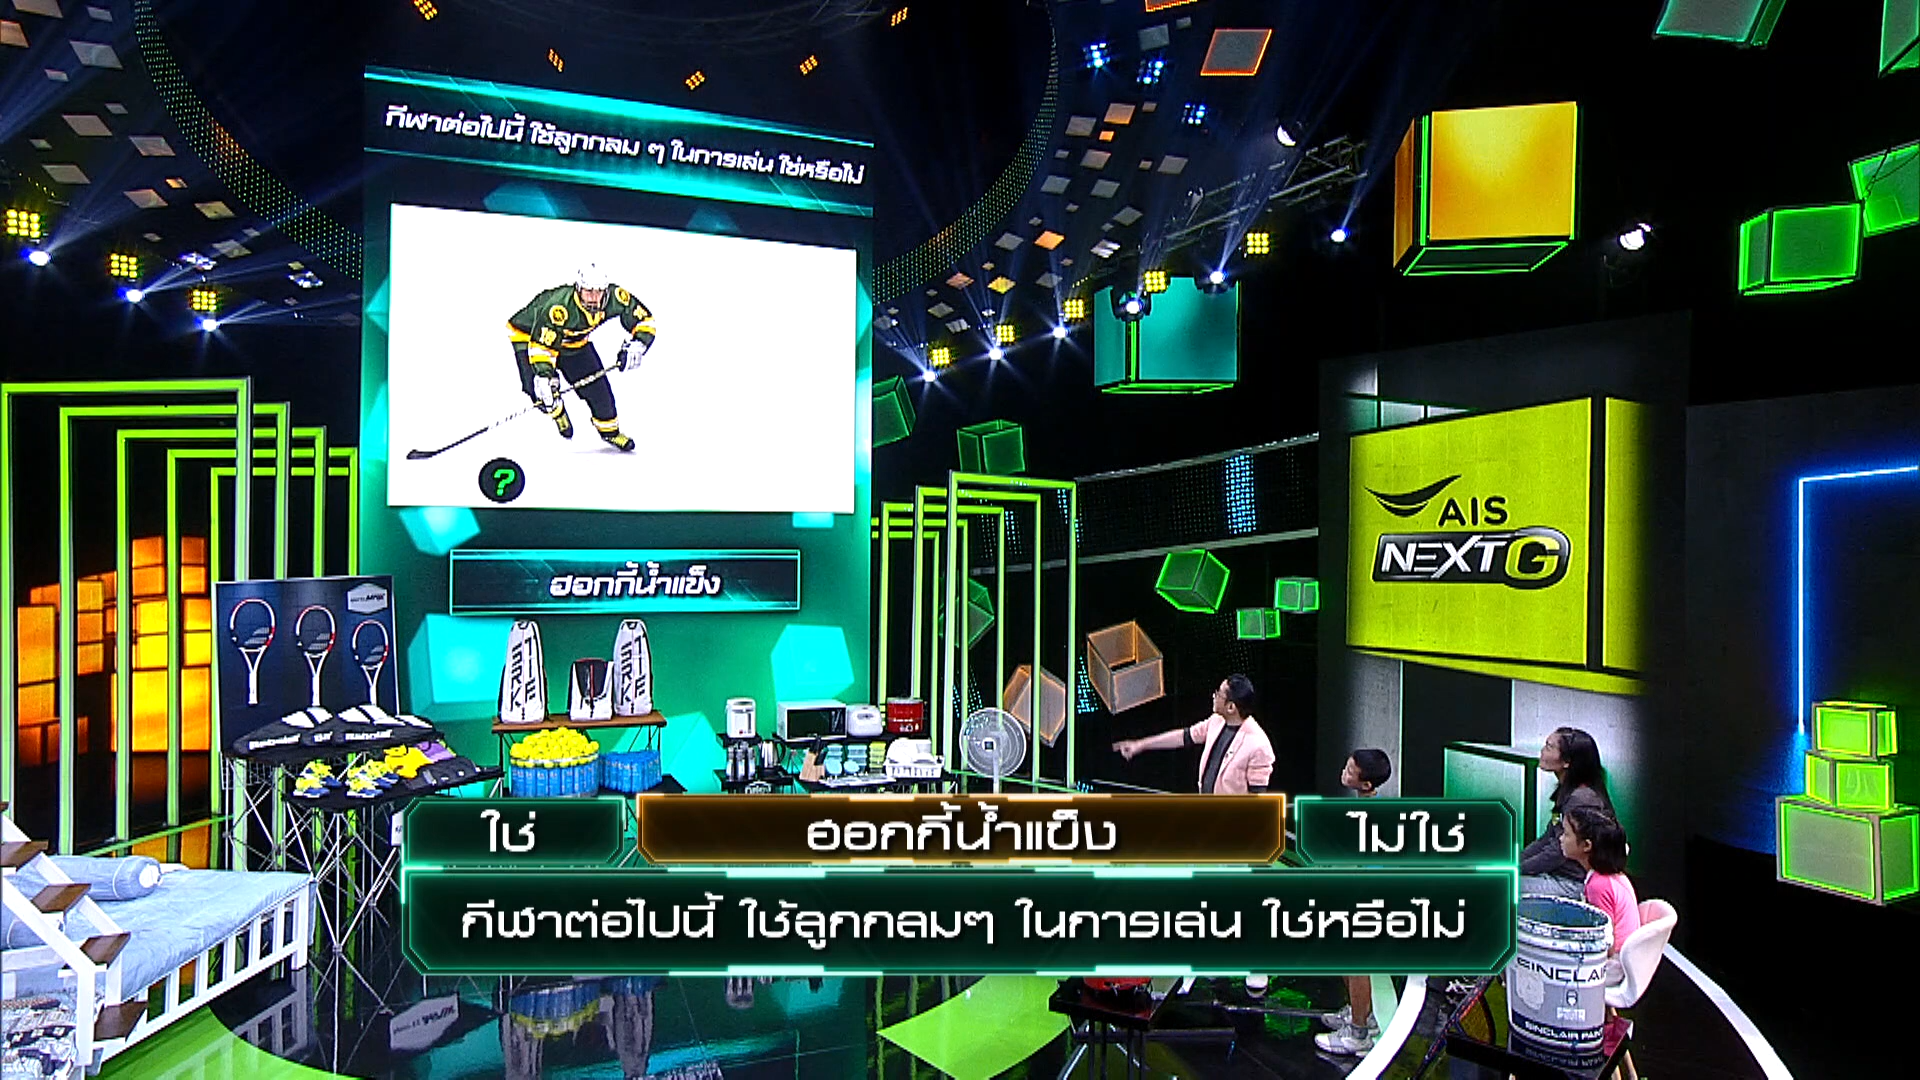 กีฬาต่อไปนี้ ใช้ลูกกลม ๆ ในการเล่น ใช่หรือไม่
?
ฮอกกี้น้ำแข็ง
AIS
NEXT G
ใช่
ฮอกกี้น้ำแข็ง
ไม่ใช่
กีฬาต่อไปนี้ ใช้ลูกกลมๆ ในการเล่น ใช่หรือไม่
SINCLAIR
SINCLAIR PAINT